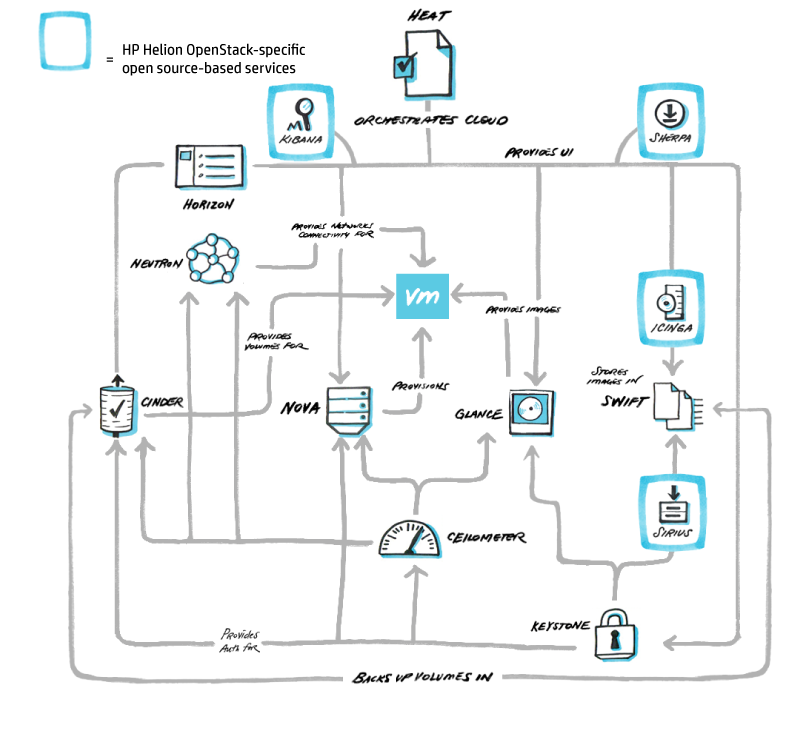 HEAT
= HP Helion OpenStack-specific
open source-based services
ORCHESTRATES CLOUD
KIBANA
SHERPA
PROVIDES UI
HORIZON
PROVIDES NETWORKS
CONNECTIVITY FOR
NEUTRON
vm
PROVIDES IMAGES
ICINGA
PROVIDES
VOLUMES FOR
STORES
IMAGES IN
PROVISIONS
CINDER
NOVA
GLANCE
SWIFT
CEILOMETER
SIRIUS
KEYSTONE
PROVIDES
FOR
BACKS UP VOLUMES IN